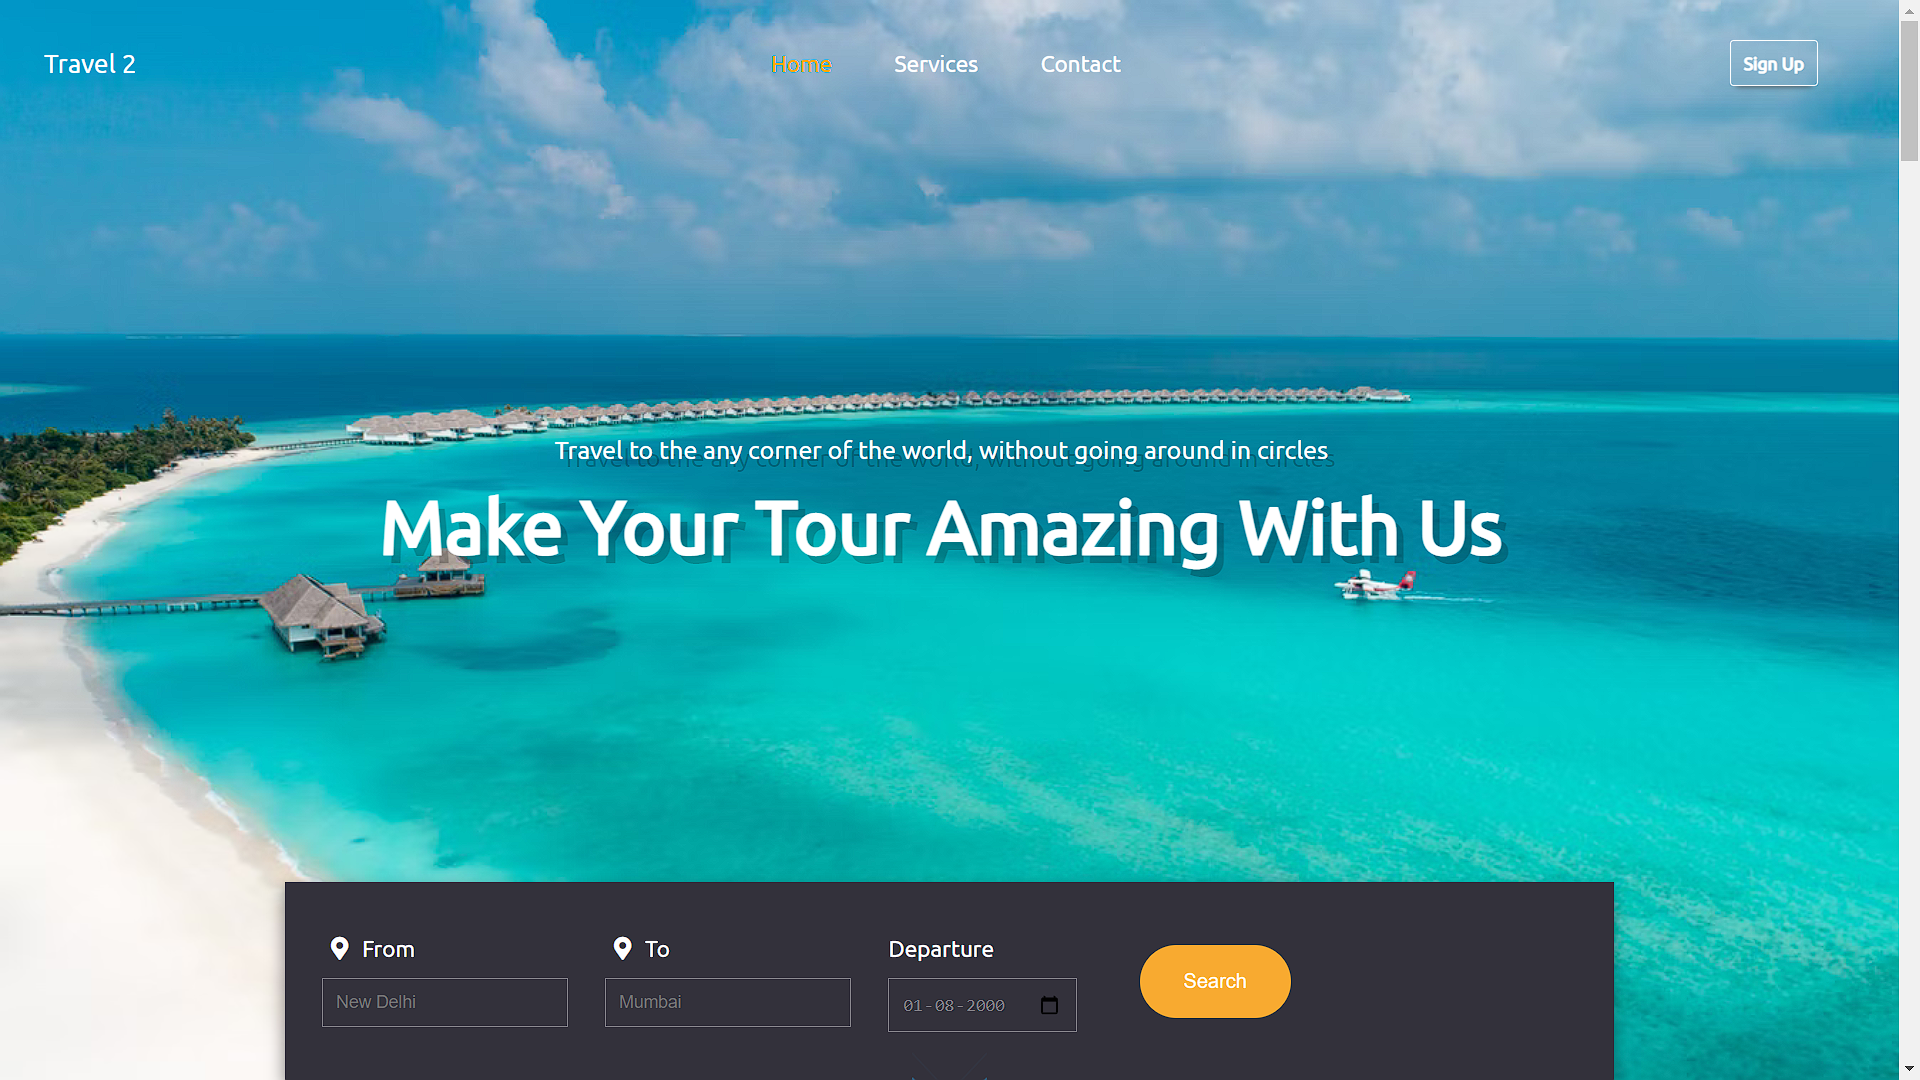 Travel 2
Home
Services
Contact
Sign Up
Travel to the any corner of the world, without going around in circles
Make Your Tour Amazing With Us
From
To
Departure
New Delhi
Mumbai
01-08-2000
Search